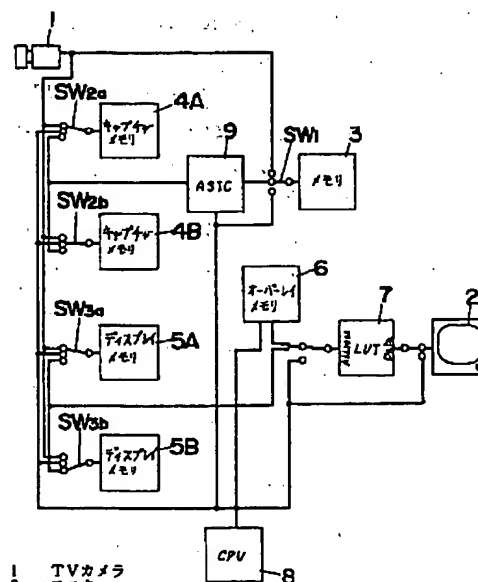 1
SW2a
4A
キャプチャ
メモリ
9
SW1
3
ASIC
メモリ
SW2b
キャプチャ
メモリ
4B
6
オーバーレイ
メモリ
7
2
SW3a
ディスプレイ
メモリ
5A
LUT
SW3b
ディスプレイ
メモリ
5B
CPU
8
1 TVカメラ